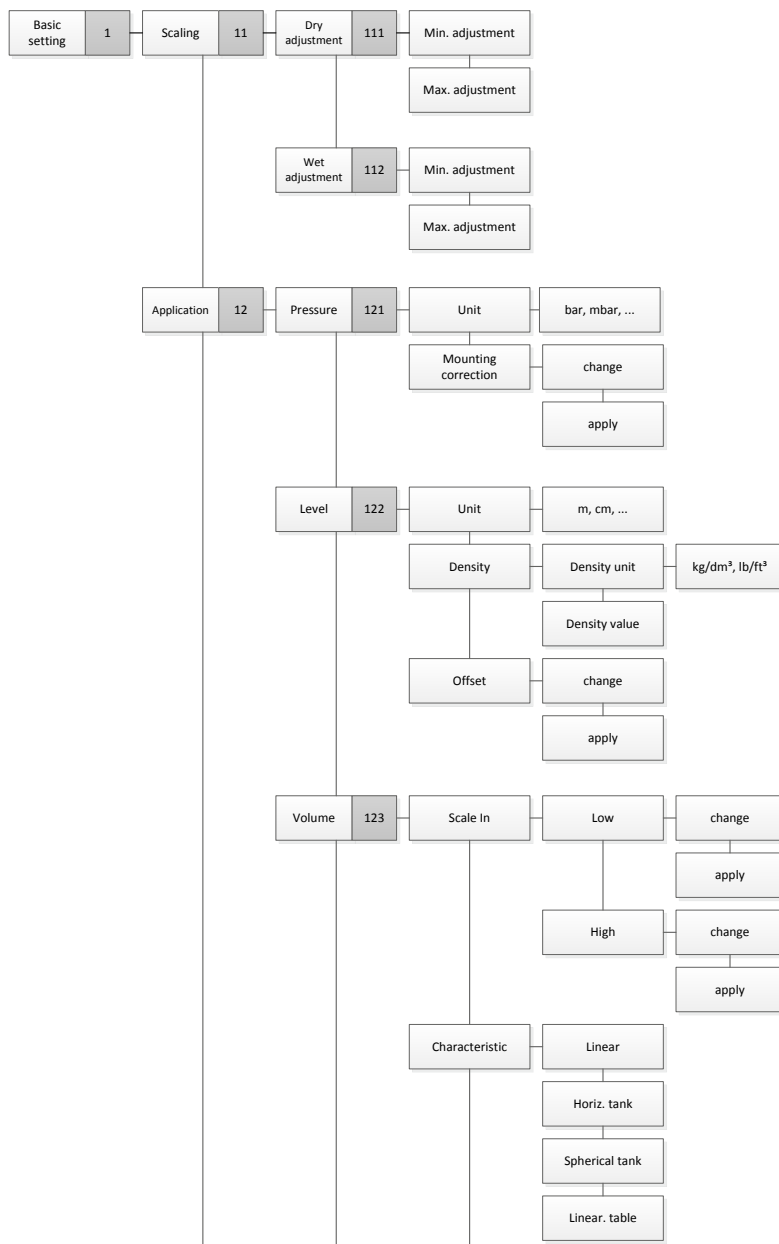 Basic
setting
1
Scaling
11
Dry
adjustment
111
Min. adjustment
Max. adjustment
Wet
adjustment
112
Min. adjustment
Max. adjustment
Application
12
Pressure
121
Unit
bar, mbar, ...
Mounting
correction
change
apply
Level
122
Unit
m, cm, ...
Density
Density unit
kg/dm³, lb/ft³
Density value
Offset
change
apply
Volume
123
Scale In
Low
change
apply
High
change
apply
Characteristic
Linear
Horiz. tank
Spherical tank
Linear. table